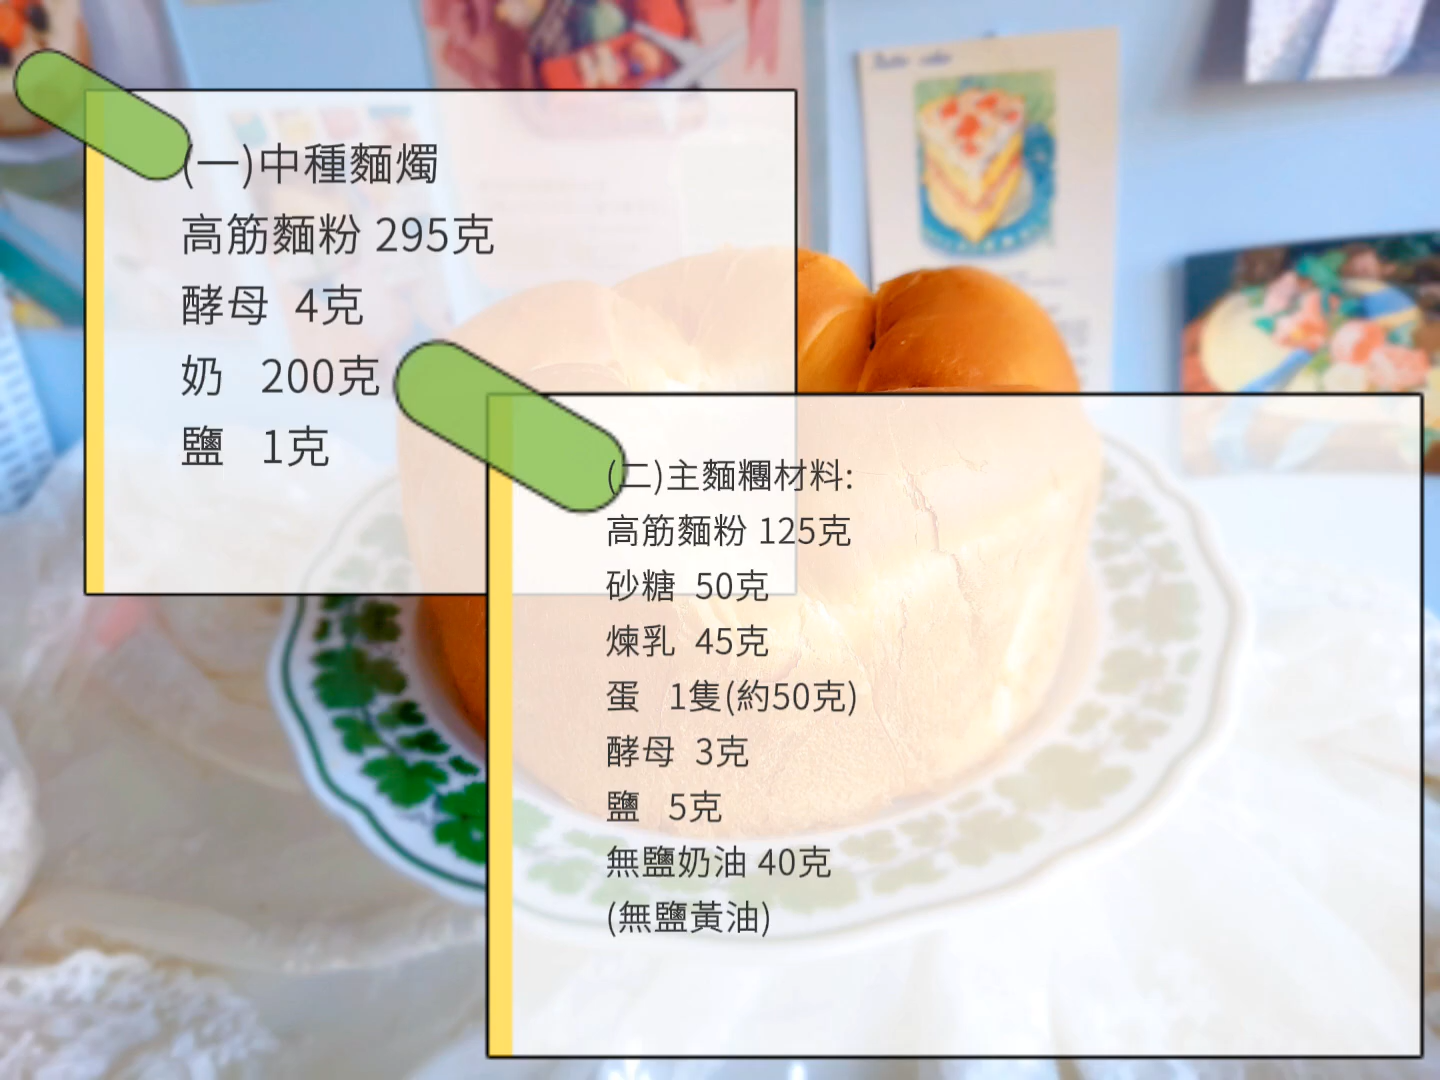 (一)中種麵燭
高筋麵粉 295克
酵母 4克
奶 200克
鹽 1克
(二)主麵糰材料:
高筋麵粉 125克
砂糖 50克
煉乳 45克
蛋 1隻(約50克)
酵母 3克
鹽 5克
無鹽奶油 40克
(無鹽黃油)